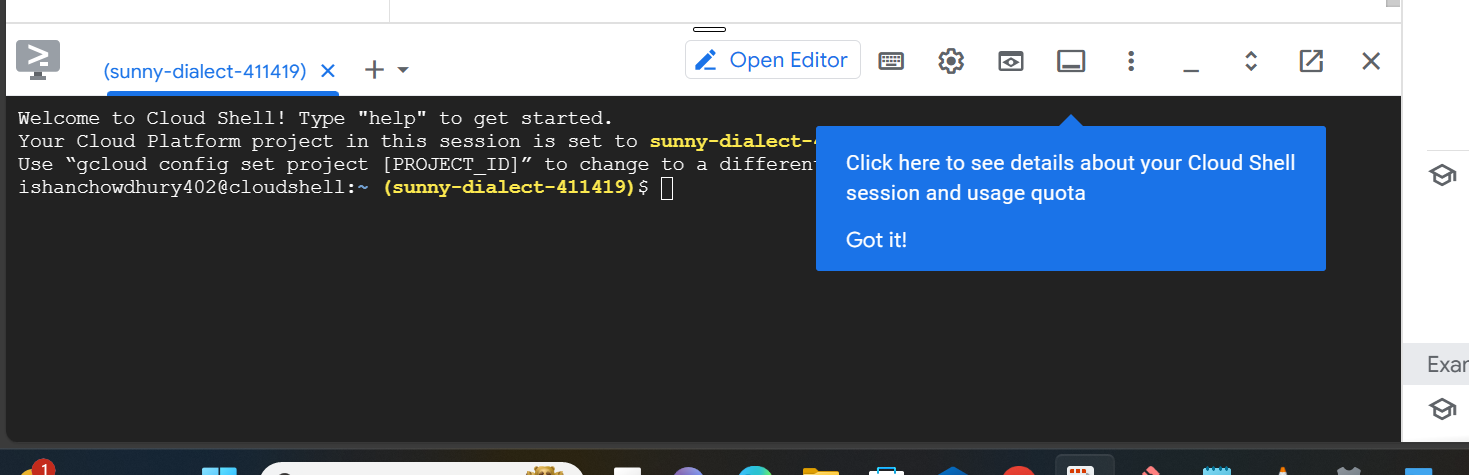 (sunny-dialect-411419)
Open Editor
Welcome to Cloud Shell! Type "help" to get started.
Your Cloud Platform project in this session is set to sunny-dialect-
Use “gcloud config set project [PROJECT_ID]” to change to a differen
ishanchowdhury402@cloudshell:~ (sunny-dialect-411419)$
Click here to see details about your Cloud Shell
session and usage quota
Got it!
Exar
1